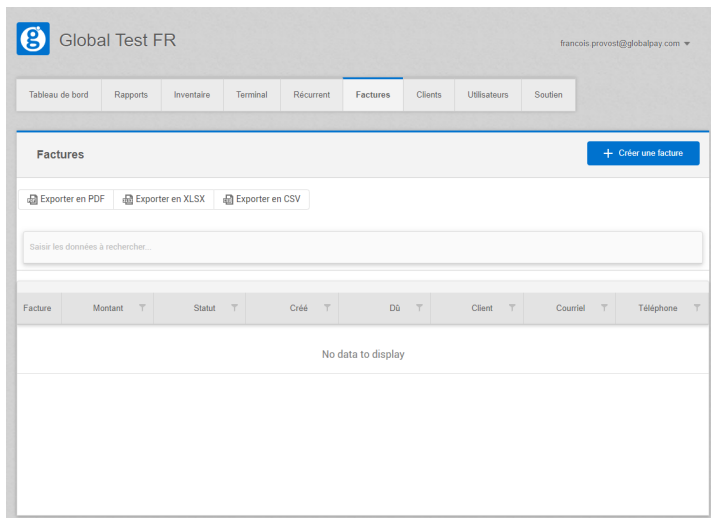 Global Test FR
francois.provost@globalpay.com
Tableau de bord Rapports Inventaire Terminal Récurrent Factures Clients Utilisateurs Soutien
Factures
+ Créer une facture
Exporter en PDF Exporter en XLSX Exporter en CSV
Saisir les données à rechercher...
Facture Montant Statut Créé Dû Client Courriel Téléphone
No data to display